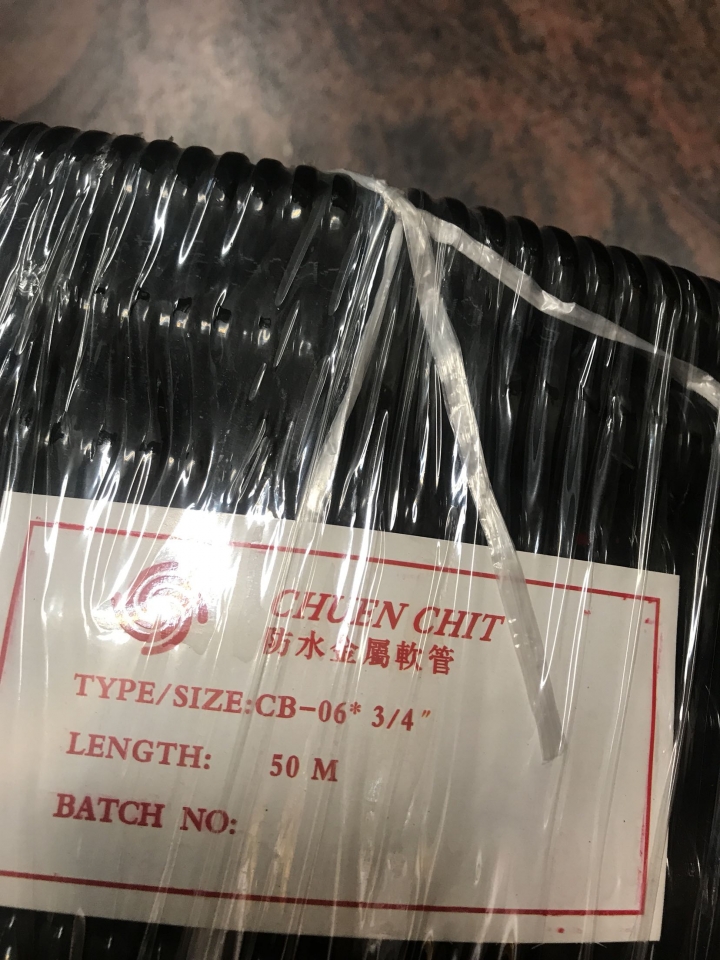 CHUEN CHIT
防水金屬軟管
TYPE/SIZE:CB-06* 3/4"
LENGTH: 50 M
BATCH NO: